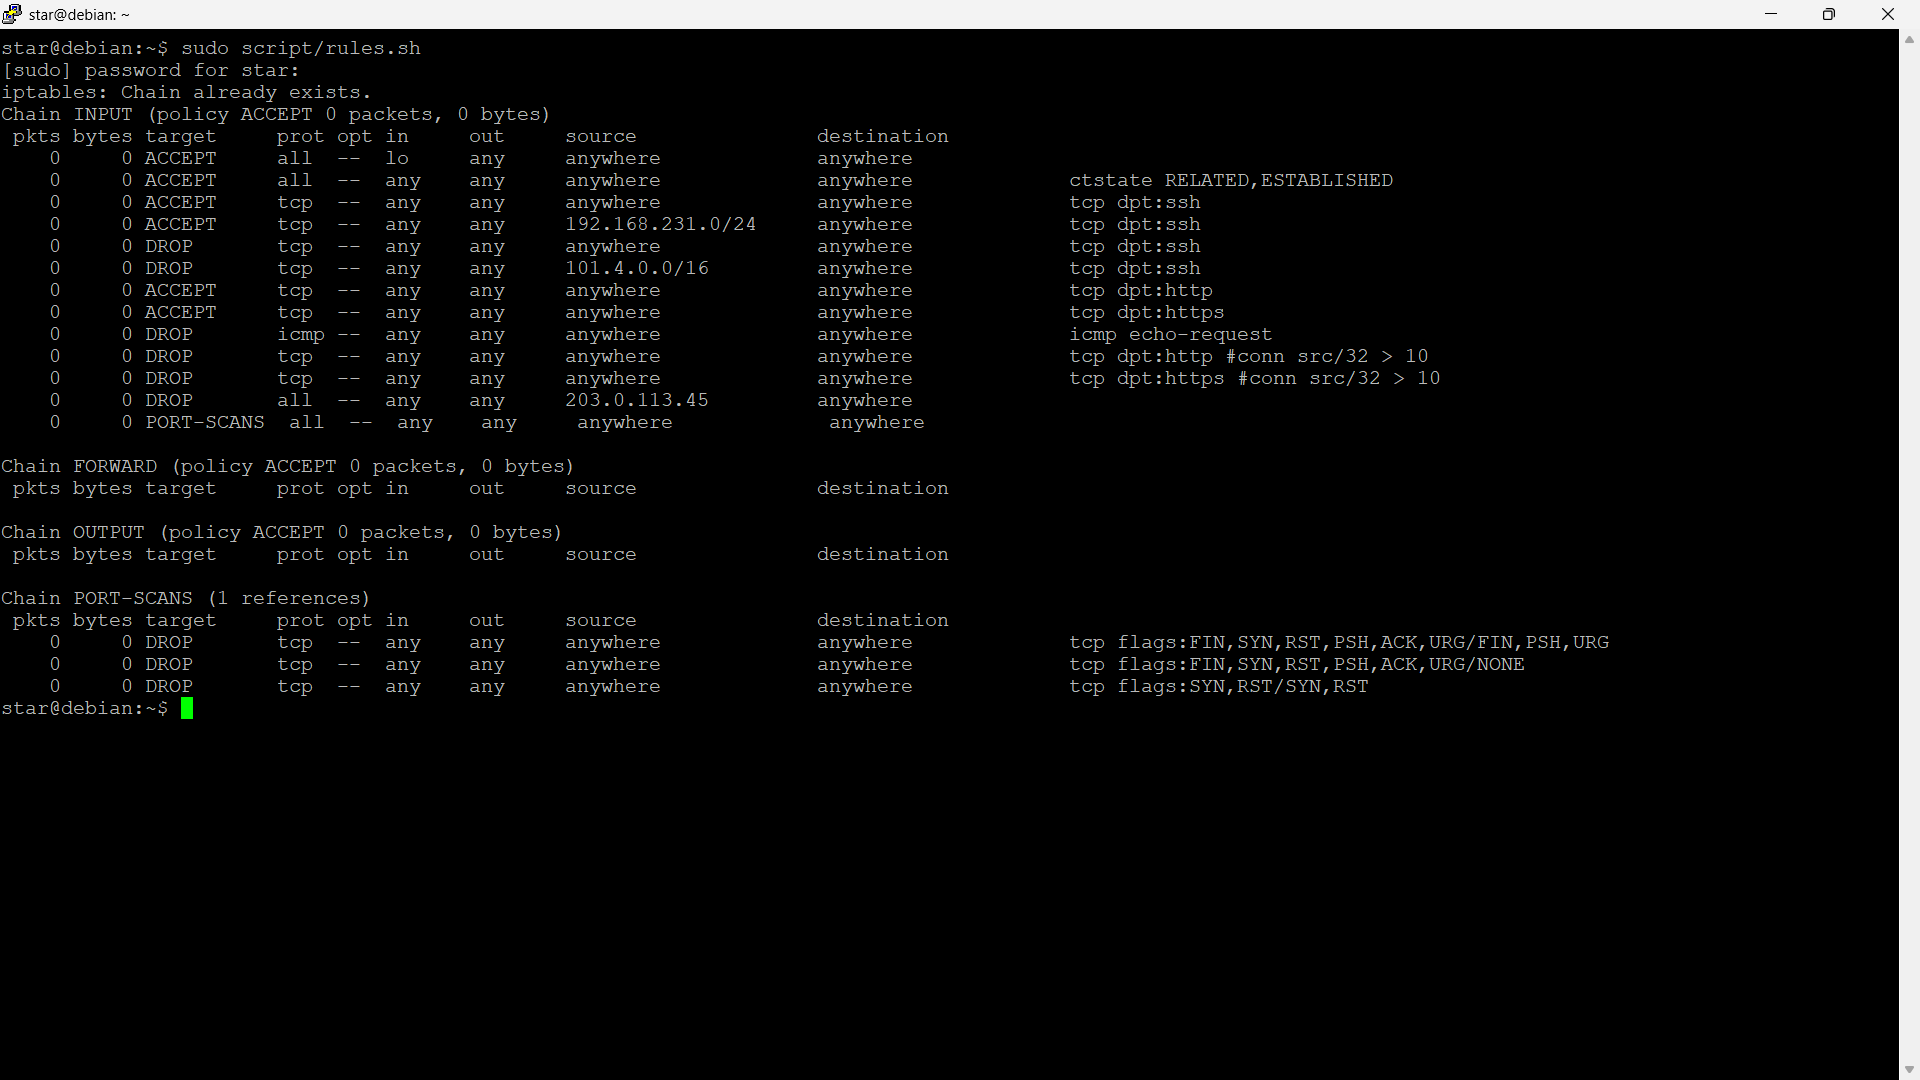 star@debian: ~
star@debian:~$ sudo script/rules.sh
[sudo] password for star:
iptables: Chain already exists.
Chain INPUT (policy ACCEPT 0 packets, 0 bytes)
 pkts bytes target     prot opt in     out     source               destination
    0     0 ACCEPT     all  --  lo     any     anywhere             anywhere
    0     0 ACCEPT     all  --  any    any     anywhere             anywhere             ctstate RELATED,ESTABLISHED
    0     0 ACCEPT     tcp  --  any    any     anywhere             anywhere             tcp dpt:ssh
    0     0 ACCEPT     tcp  --  any    any     192.168.231.0/24     anywhere             tcp dpt:ssh
    0     0 DROP       tcp  --  any    any     anywhere             anywhere             tcp dpt:ssh
    0     0 DROP       tcp  --  any    any     101.4.0.0/16         anywhere             tcp dpt:ssh
    0     0 ACCEPT     tcp  --  any    any     anywhere             anywhere             tcp dpt:http
    0     0 ACCEPT     tcp  --  any    any     anywhere             anywhere             tcp dpt:https
    0     0 DROP       icmp --  any    any     anywhere             anywhere             icmp echo-request
    0     0 DROP       tcp  --  any    any     anywhere             anywhere             tcp dpt:http #conn src/32 > 10
    0     0 DROP       tcp  --  any    any     anywhere             anywhere             tcp dpt:https #conn src/32 > 10
    0     0 DROP       all  --  any    any     203.0.113.45         anywhere
    0     0 PORT-SCANS  all  --  any    any     anywhere             anywhere

Chain FORWARD (policy ACCEPT 0 packets, 0 bytes)
 pkts bytes target     prot opt in     out     source               destination

Chain OUTPUT (policy ACCEPT 0 packets, 0 bytes)
 pkts bytes target     prot opt in     out     source               destination

Chain PORT-SCANS (1 references)
 pkts bytes target     prot opt in     out     source               destination
    0     0 DROP       tcp  --  any    any     anywhere             anywhere             tcp flags:FIN,SYN,RST,PSH,ACK,URG/FIN,PSH,URG
    0     0 DROP       tcp  --  any    any     anywhere             anywhere             tcp flags:FIN,SYN,RST,PSH,ACK,URG/NONE
    0     0 DROP       tcp  --  any    any     anywhere             anywhere             tcp flags:SYN,RST/SYN,RST
star@debian:~$